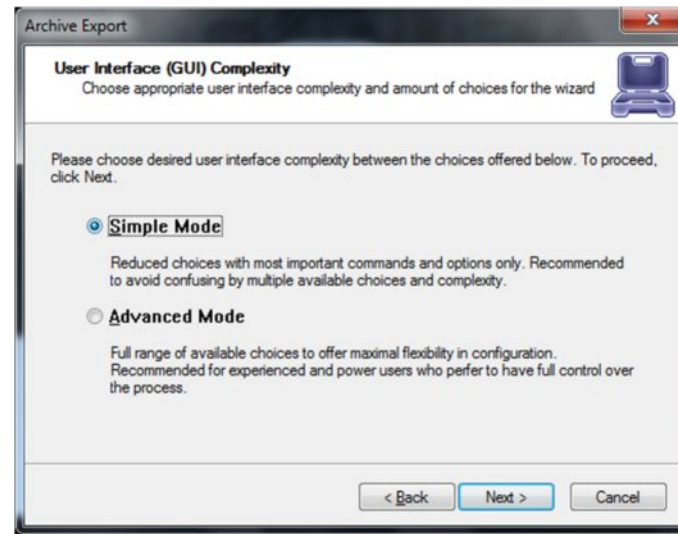 Archive Export
User Interface (GUI) Complexity
Choose appropriate user interface complexity and amount of choices for the wizard
Please choose desired user interface complexity between the choices offered below. To proceed,
click Next.
Simple Mode
Reduced choices with most important commands and options only. Recommended
to avoid confusing by multiple available choices and complexity.
Advanced Mode
Full range of available choices to offer maximal flexibility in configuration.
Recommended for experienced and power users who perfer to have full control over
the process.
< Back Next > Cancel